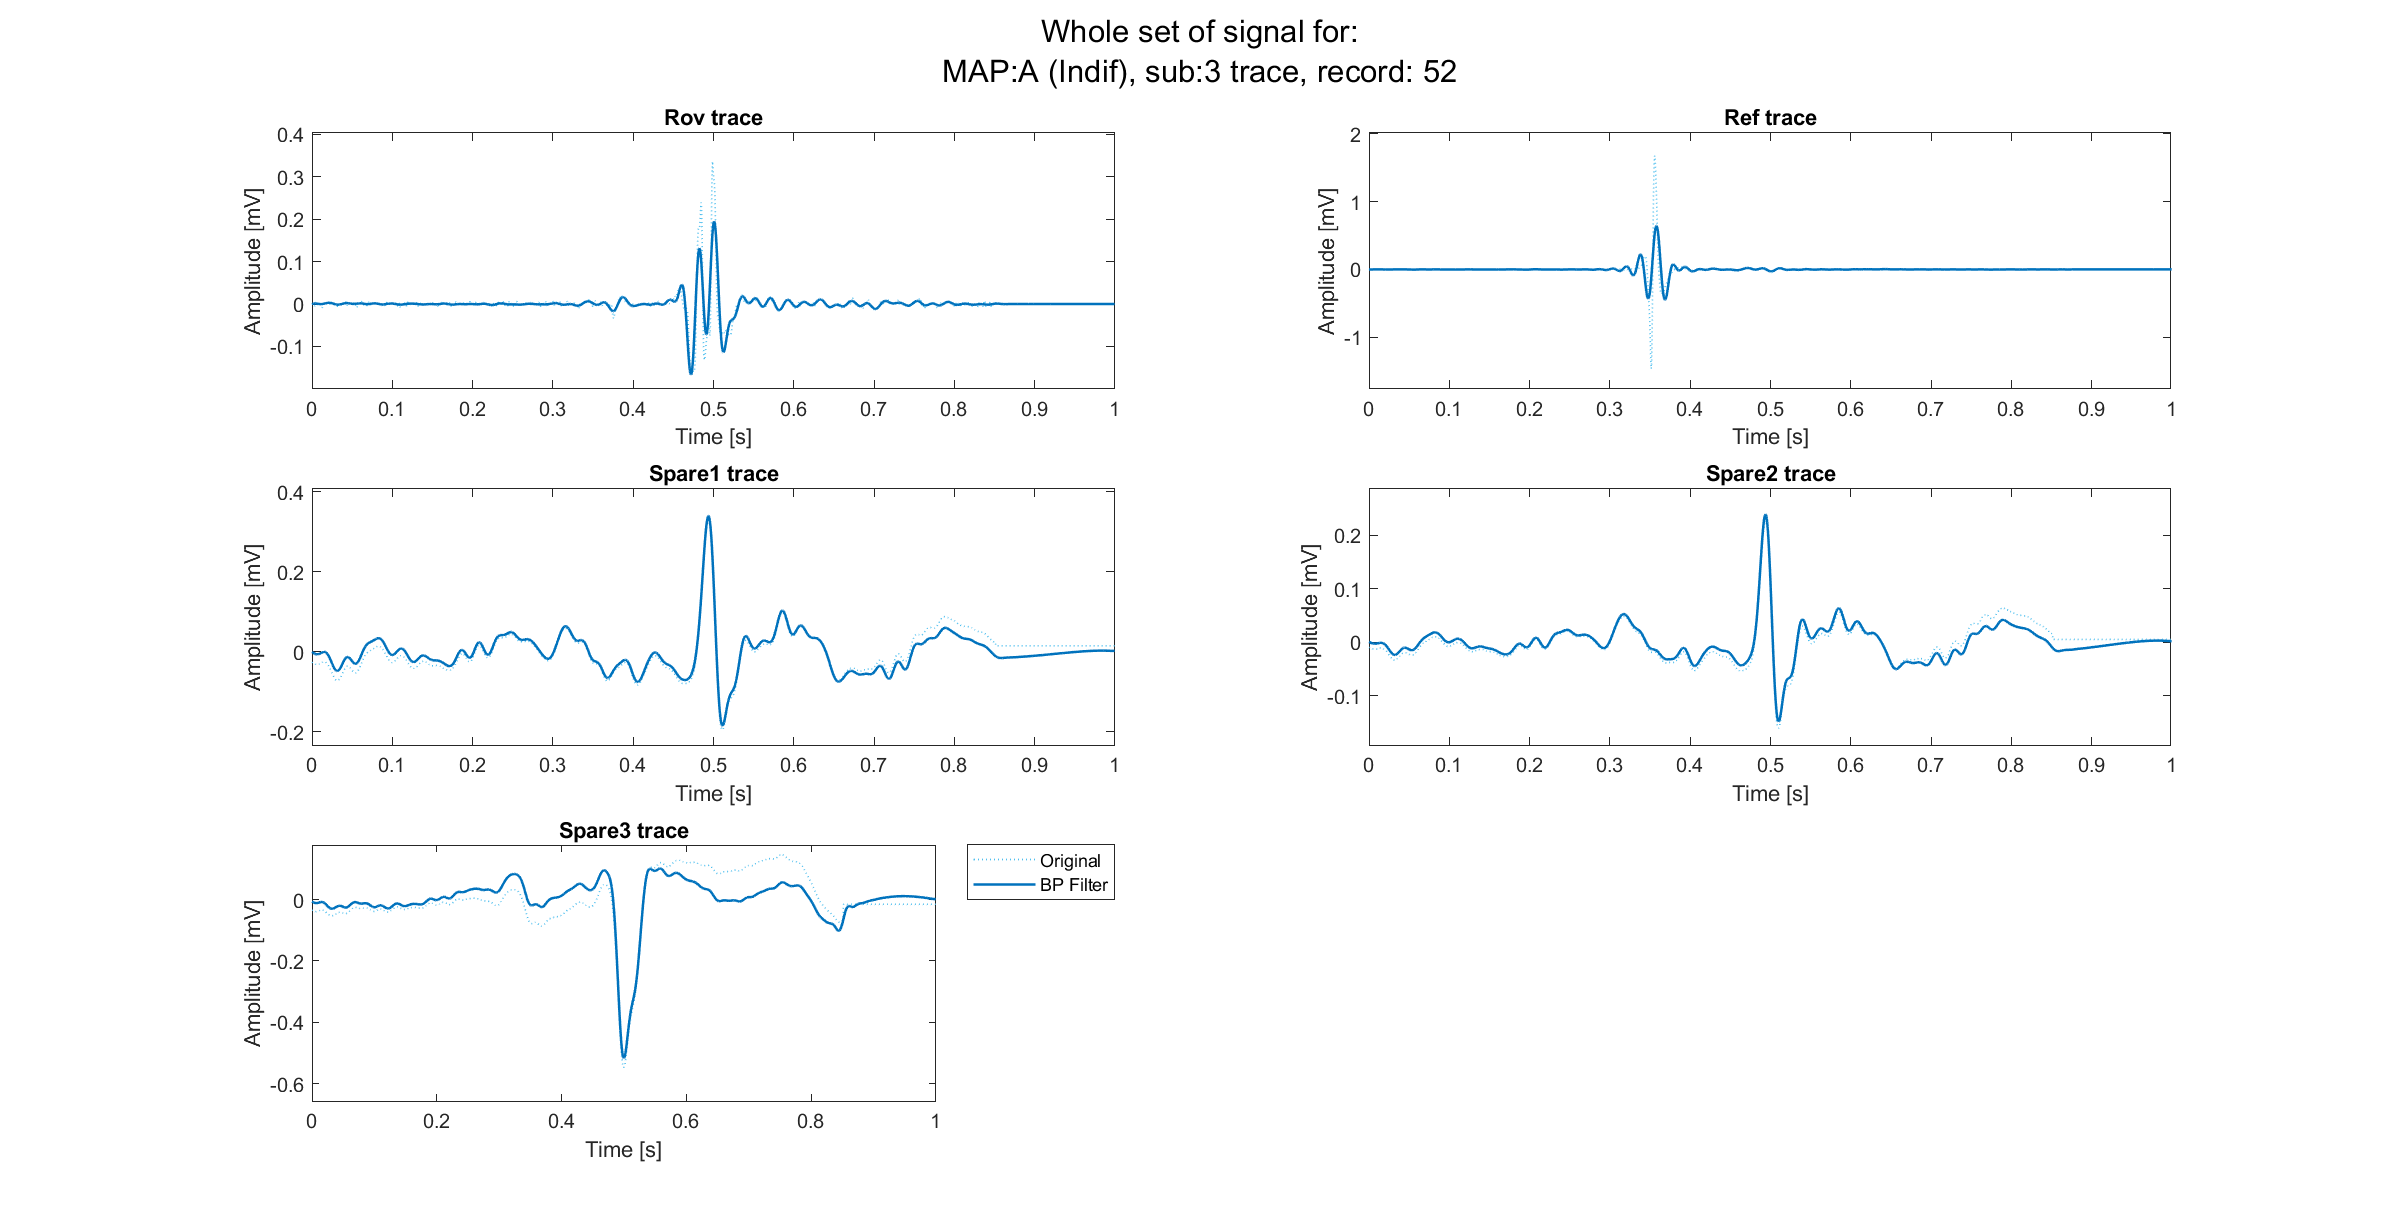 Whole set of signal for:
MAP:A (Indif), sub:3 trace, record: 52
Rov trace
Amplitude [mV]
0.4
0.3
0.2
0.1
0
-0.1
0 0.1 0.2 0.3 0.4 0.5 0.6 0.7 0.8 0.9 1
Time [s]
Ref trace
Amplitude [mV]
2
1
0
-1
0 0.1 0.2 0.3 0.4 0.5 0.6 0.7 0.8 0.9 1
Time [s]
Spare1 trace
Amplitude [mV]
0.4
0.2
0
-0.2
0 0.1 0.2 0.3 0.4 0.5 0.6 0.7 0.8 0.9 1
Time [s]
Spare2 trace
Amplitude [mV]
0.2
0.1
0
-0.1
0 0.1 0.2 0.3 0.4 0.5 0.6 0.7 0.8 0.9 1
Time [s]
Spare3 trace
Amplitude [mV]
0
-0.2
-0.4
-0.6
0 0.2 0.4 0.6 0.8 1
Time [s]
Original
BP Filter